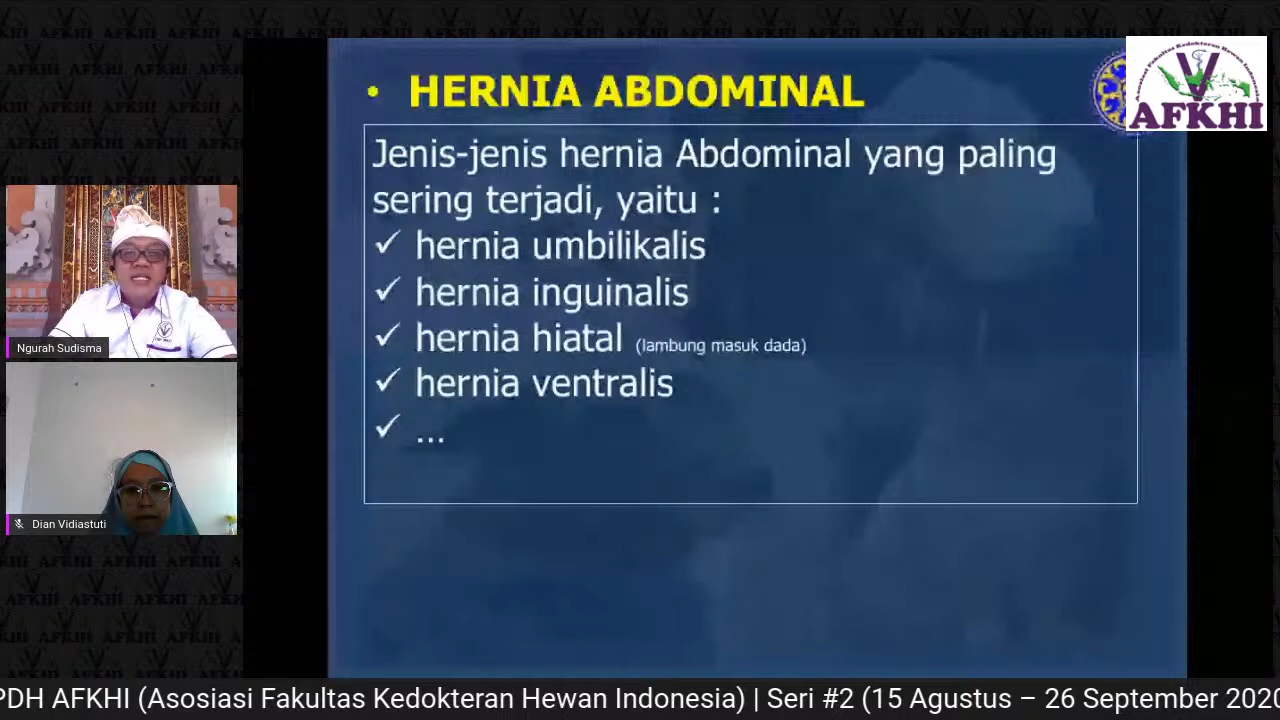 • HERNIA ABDOMINAL
AFKHI
Jenis-jenis hernia Abdominal yang paling
sering terjadi, yaitu :
✓ hernia umbilikalis
✓ hernia inguinalis
✓ hernia hiatal (lambung masuk dada)
✓ hernia ventralis
✓ ...
Ngurah Sudisma
Dian Vidiastuti
PDH AFKHI (Asosiasi Fakultas Kedokteran Hewan Indonesia) | Seri #2 (15 Agustus – 26 September 2020